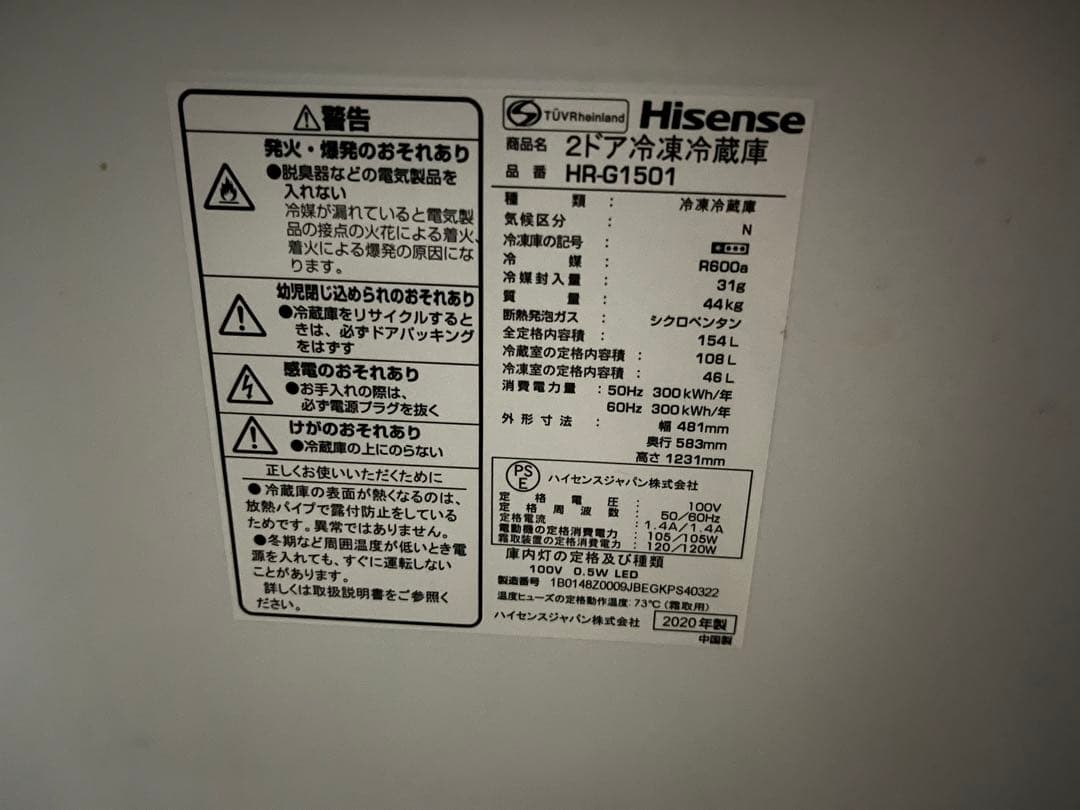 ⚠警告
発火・爆発のおそれあり
●脱臭器などの電気製品を
入れない
冷媒が漏れていると電気製
品の接点の火花による着火、
着火による爆発の原因にな
ります。
幼児閉じ込められのおそれあり
●冷蔵庫をリサイクルすると
きは、必ずドアパッキング
をはずす
感電のおそれあり
●お手入れの際は、
必ず電源プラグを抜く
けがのおそれあり
●冷蔵庫の上にのらない
正しくお使いいただくために
●冷蔵庫の表面が熱くなるのは、
放熱パイプで露付防止をしている
ためです。異常ではありません。
●冬期など周囲温度が低いとき電
源を入れても、すぐに運転しない
ことがあります。
詳しくは取扱説明書をご参照く
ださい。
TÜVRheinland Hisense
商品名 2ドア冷凍冷蔵庫
品番 HR-G1501
種類 : 冷凍冷蔵庫
気候区分 : N
冷凍庫の記号 :
冷媒 : R600a
冷媒封入量 : 31g
質量 : 44kg
断熱発泡ガス : シクロペンタン
全定格内容積 : 154L
冷蔵室の定格内容積 : 108L
冷凍室の定格内容積 : 46L
消費電力量 : 50Hz 300kWh/年
60Hz 300kWh/年
外形寸法 : 幅 481mm
奥行 583mm
高さ 1231mm
PSE ハイセンスジャパン株式会社
定格電圧 : 100V
定格周波数 : 50/60Hz
定格電流 : 1.4A/1.4A
電動機の定格消費電力 : 105/105W
霜取装置の定格消費電力 : 120/120W
庫内灯の定格及び種類
100V 0.5W LED
製造番号 1B0148Z0009JBEGKPS40322
温度ヒューズの定格動作温度:73℃(霜取用)
ハイセンスジャパン株式会社 2020年製
中国製